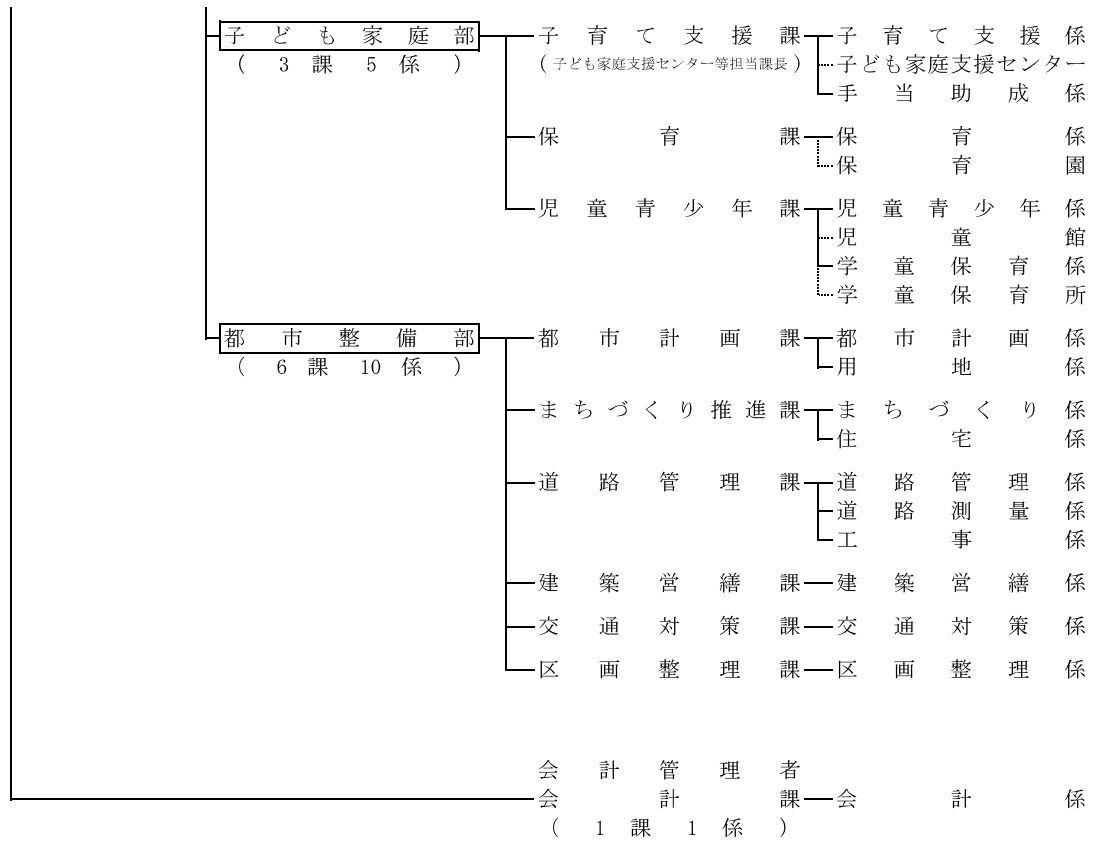 子ども家庭部 子育て支援課 子育て支援係
(3課5係) (子ども家庭支援センター等担当課長) 子ども家庭支援センター
手当助成係
保育課 保育係
保育園
児童青少年課 児童青少年係
児童館
学童保育係
学童保育所
都市整備部 都市計画課 都市計画係
(6課10係) 用地係
まちづくり推進課 まちづくり係
住宅係
道路管理課 道路管理係
道路測量係
工事係
建築営繕課 建築営繕係
交通対策課 交通対策係
区画整理課 区画整理係
会計管理者
会計課 会計係
(1課1係)